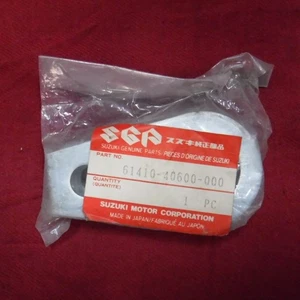 SGP スズキ純正部品
SUZUKI GENUINE PARTS/PIÈCES D'ORIGINE DE SUZUKI
PART NO.
61410-40600-000
QUANTITY
(QUANTITÉ)
1 PC
SUZUKI MOTOR CORPORATION
MADE IN JAPAN/FABRIQUÉ AU JAPON